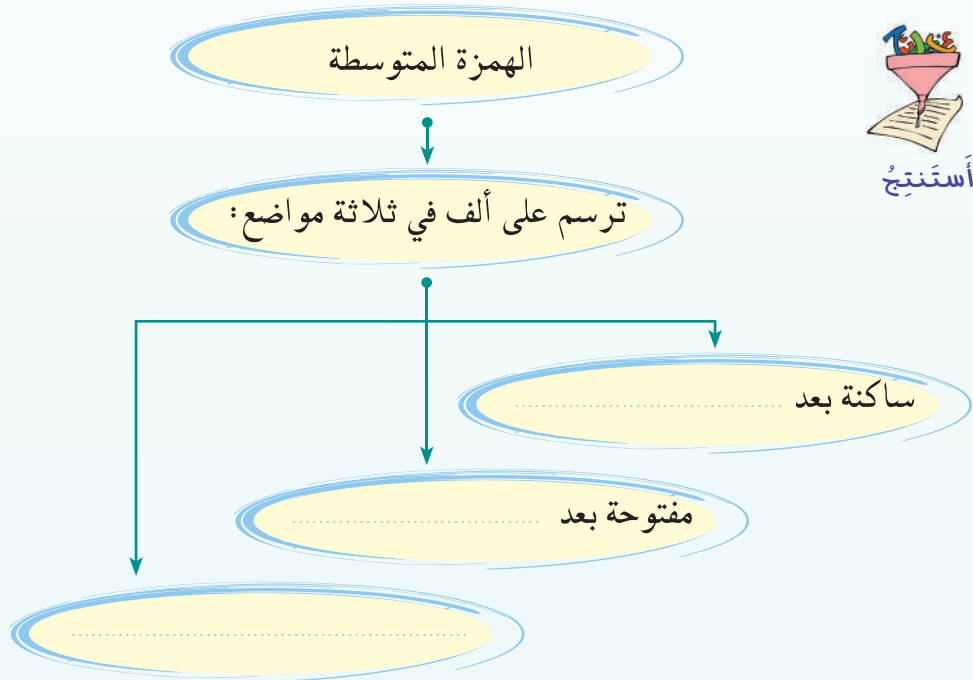 الهمزة المتوسطة
أَستَنتِجُ
ترسم على ألف في ثلاثة مواضع:
ساكنة بعد ........................................
مفتوحة بعد ........................................
............................................................